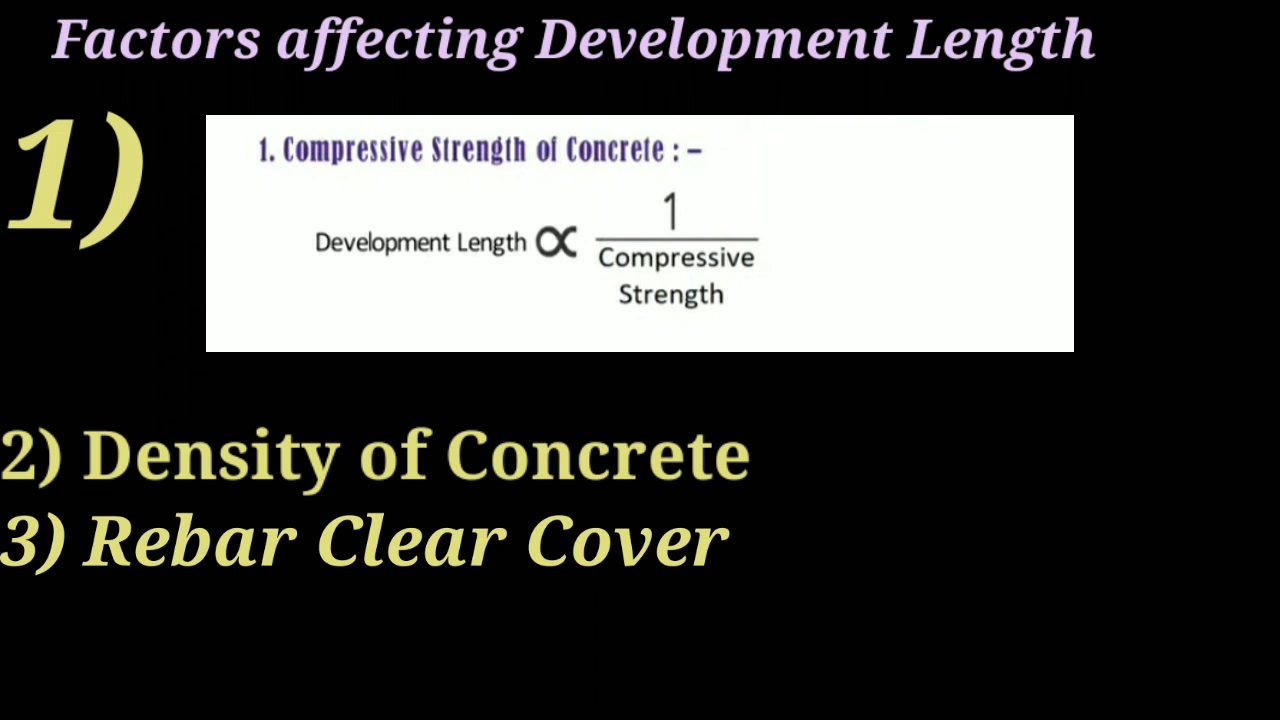 Factors affecting Development Length
1)
1. Compressive Strength of Concrete : –
Development Length ∝ 1
Compressive
Strength
2) Density of Concrete
3) Rebar Clear Cover